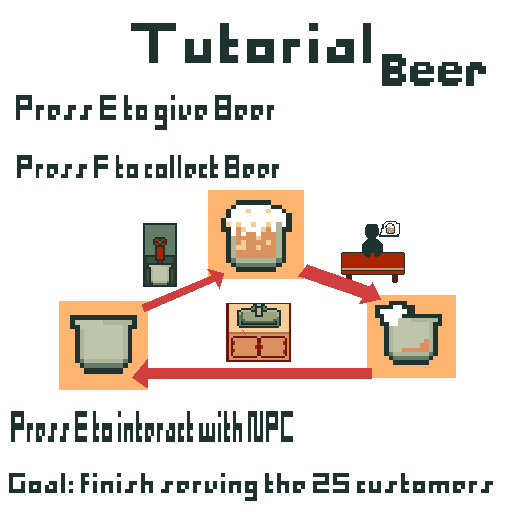 Tutorial
Beer
Press E to give Beer
Press F to collect Beer
Press E to interact with NPC
Goal: finish serving the 25 customers